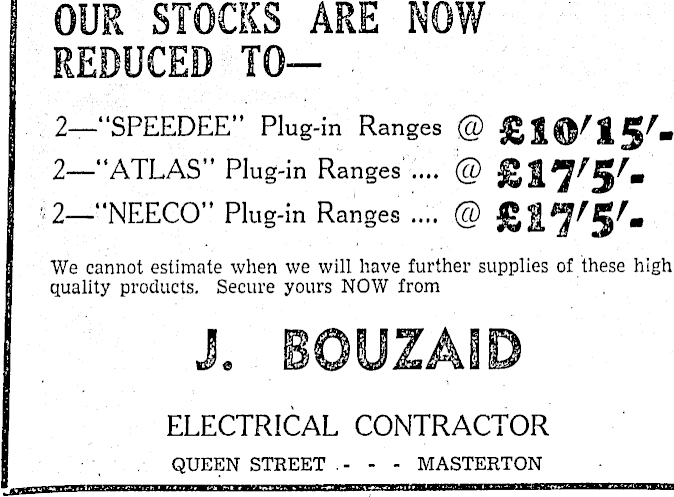 OUR STOCKS ARE NOW
REDUCED TO—
2—"SPEEDEE" Plug-in Ranges @ £10'15'-
2—"ATLAS" Plug-in Ranges .... @ £17'5'-
2—"NEECO" Plug-in Ranges .... @ £17'5'-
We cannot estimate when we will have further supplies of these high
quality products. Secure yours NOW from
J. BOUZAID
ELECTRICAL CONTRACTOR
QUEEN STREET - - - MASTERTON